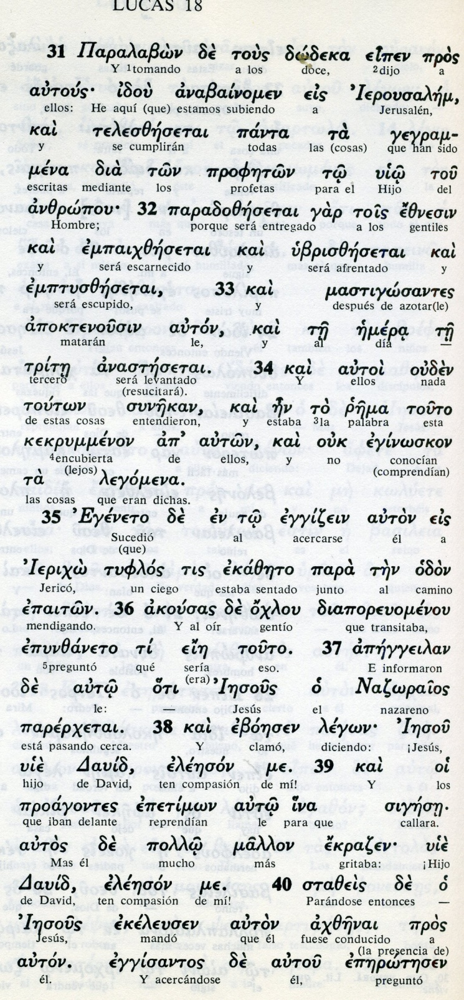 LUCAS 18
31 Παραλαβὼν δὲ τοὺς δώδεκα εἶπεν πρὸς
Y ¹tomando a los doce, ²dijo a
αὐτούς· ἰδοὺ ἀναβαίνομεν εἰς Ἰερουσαλήμ,
ellos: He aquí (que) estamos subiendo a Jerusalén,
καὶ τελεσθήσεται πάντα τὰ γεγραμ-
y se cumplirán todas las (cosas) que han sido
μένα διὰ τῶν προφητῶν τῷ υἱῷ τοῦ
escritas mediante los profetas para el Hijo del
ἀνθρώπου· 32 παραδοθήσεται γὰρ τοῖς ἔθνεσιν
Hombre; porque será entregado a los gentiles
καὶ ἐμπαιχθήσεται καὶ ὑβρισθήσεται καὶ
y será escarnecido y será afrentado y
ἐμπτυσθήσεται, 33 καὶ μαστιγώσαντες
será escupido, y después de azotar(le)
ἀποκτενοῦσιν αὐτόν, καὶ τῇ ἡμέρᾳ τῇ
matarán le, y al día —
τρίτῃ ἀναστήσεται. 34 καὶ αὐτοὶ οὐδὲν
tercero será levantado Y ellos nada
(resucitará).
τούτων συνῆκαν, καὶ ἦν τὸ ῥῆμα τοῦτο
de estas cosas entendieron, y estaba ³la palabra esta
κεκρυμμένον ἀπ' αὐτῶν, καὶ οὐκ ἐγίνωσκον
⁴encubierta de ellos, y no conocían
(lejos) (comprendían)
τὰ λεγόμενα.
las cosas que eran dichas.
35 Ἐγένετο δὲ ἐν τῷ ἐγγίζειν αὐτὸν εἰς
Sucedió al acercarse él a
(que)
Ἰεριχὼ τυφλός τις ἐκάθητο παρὰ τὴν ὁδὸν
Jericó, un ciego estaba sentado junto al camino
ἐπαιτῶν. 36 ἀκούσας δὲ ὄχλου διαπορευομένου
mendigando. Y al oír gentío que transitaba,
ἐπυνθάνετο τί εἴη τοῦτο. 37 ἀπήγγειλαν
⁵preguntó qué sería eso. E informaron
(era)
δὲ αὐτῷ ὅτι Ἰησοῦς ὁ Ναζωραῖος
le: — Jesús el nazareno
παρέρχεται. 38 καὶ ἐβόησεν λέγων· Ἰησοῦ
está pasando cerca. Y clamó, diciendo: ¡Jesús,
υἱὲ Δαυίδ, ἐλέησόν με. 39 καὶ οἱ
hijo de David, ten compasión de mí! Y los
προάγοντες ἐπετίμων αὐτῷ ἵνα σιγήσῃ·
que iban delante reprendían le para que callara.
αὐτὸς δὲ πολλῷ μᾶλλον ἔκραζεν· υἱὲ
Mas él mucho más gritaba: ¡Hijo
Δαυίδ, ἐλέησόν με. 40 σταθεὶς δὲ ὁ
de David, ten compasión de mí! Parándose entonces —
Ἰησοῦς ἐκέλευσεν αὐτὸν ἀχθῆναι πρὸς
Jesús, mandó que él fuese conducido a
(la presencia de)
αὐτόν. ἐγγίσαντος δὲ αὐτοῦ ἐπηρώτησεν
él. Y acercándose él, preguntó